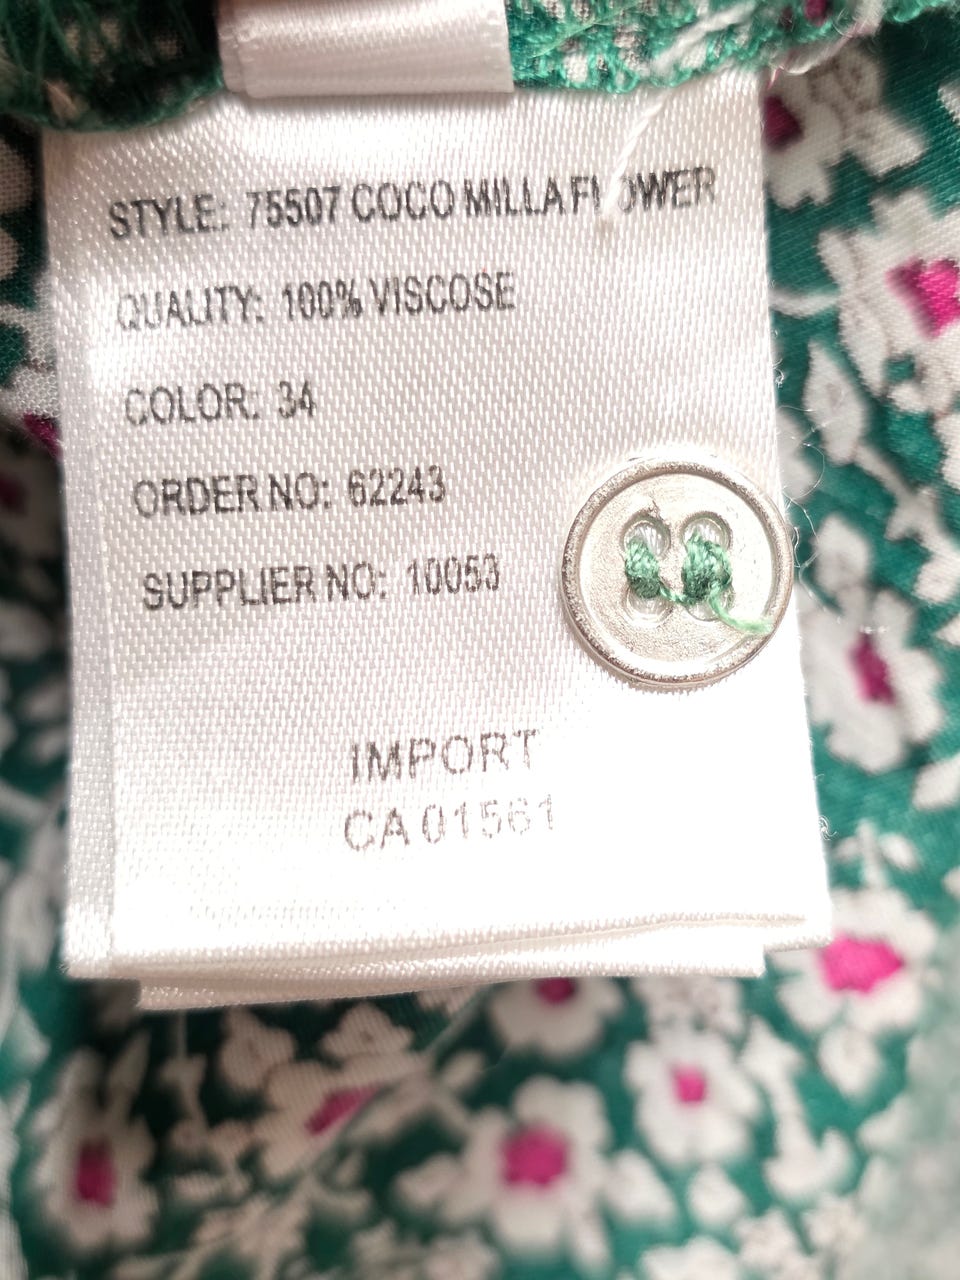 STYLE: 75507 COCO MILLA FLOWER
QUALITY: 100% VISCOSE
COLOR: 34
ORDER NO: 62243
SUPPLIER NO: 10053
IMPORT
CA 01561